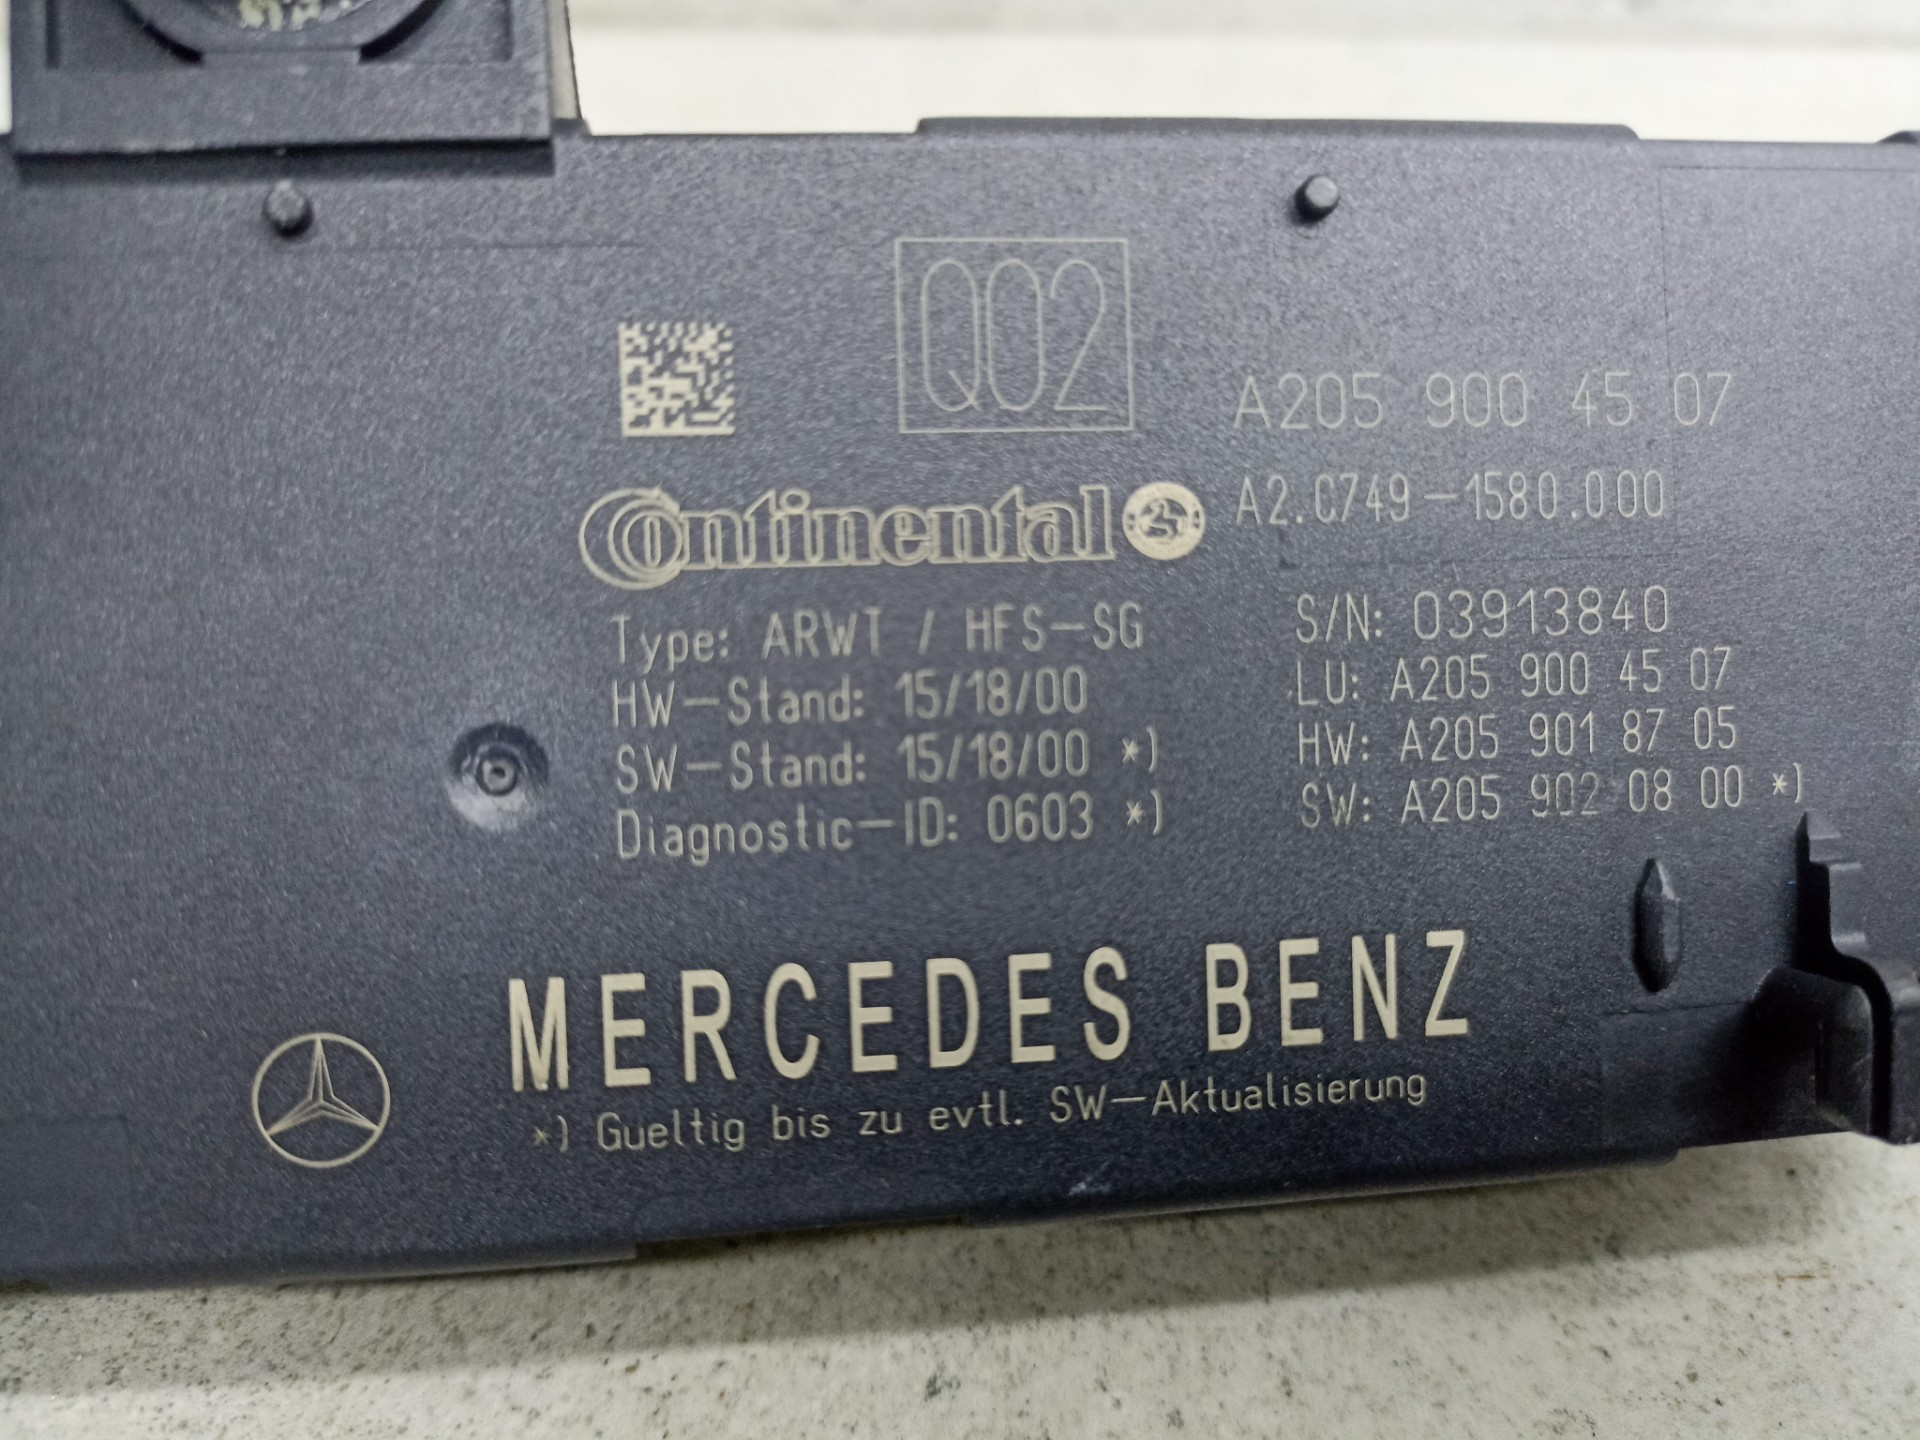 Q02
A205 900 45 07
Continental
A2.C749-1580.000
Type: ARWT / HFS-SG
HW-Stand: 15/18/00
SW-Stand: 15/18/00 *)
Diagnostic-ID: 0603 *)
S/N: 03913840
LU: A205 900 45 07
HW: A205 901 87 05
SW: A205 902 08 00 *)
MERCEDES BENZ
*) Gueltig bis zu evtl. SW-Aktualisierung